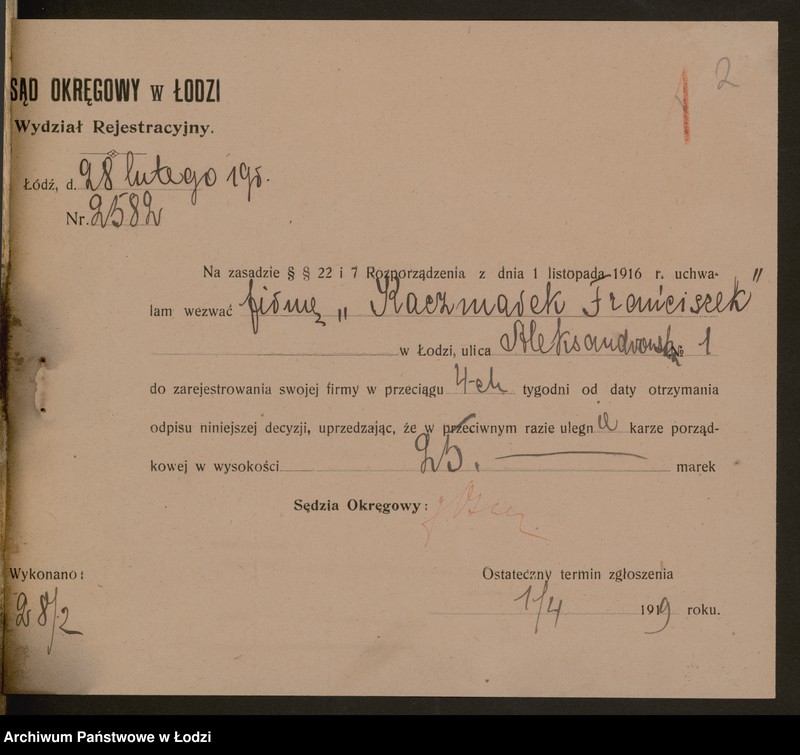 2
SĄD OKRĘGOWY w ŁODZI
Wydział Rejestracyjny.
Łódź, d. 28 lutego 19
Nr. 2582
Na zasadzie § § 22 i 7 Rozporządzenia z dnia 1 listopada 1916 r. uchwa-
lam wezwać firmę „Kaczmarek Franciszek"
w Łodzi, ulica Aleksandrowska № 1
do zarejestrowania swojej firmy w przeciągu 4-ch tygodni od daty otrzymania
odpisu niniejszej decyzji, uprzedzając, że w przeciwnym razie ulegnie karze porząd-
kowej w wysokości 25. — marek
Sędzia Okręgowy:
Wykonano:
28/2
Ostateczny termin zgłoszenia
1/4 1919 roku.
Archiwum Państwowe w Łodzi